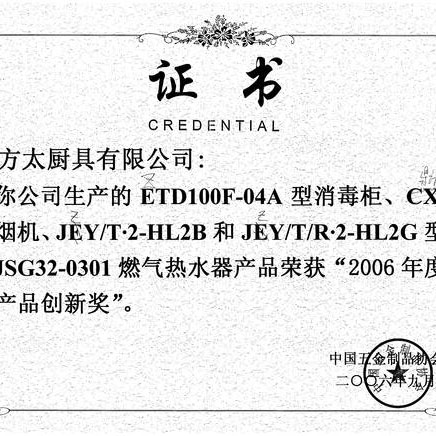 证 书
CREDENTIAL
方太厨具有限公司：
你公司生产的 ETD100F-04A 型消毒柜、CX
烟机、JEY/T·2-HL2B 和 JEY/T/R·2-HL2G 型
JSG32-0301 燃气热水器产品荣获“2006 年度
产品创新奖”。
中国五金制品协会
二〇〇六年九月